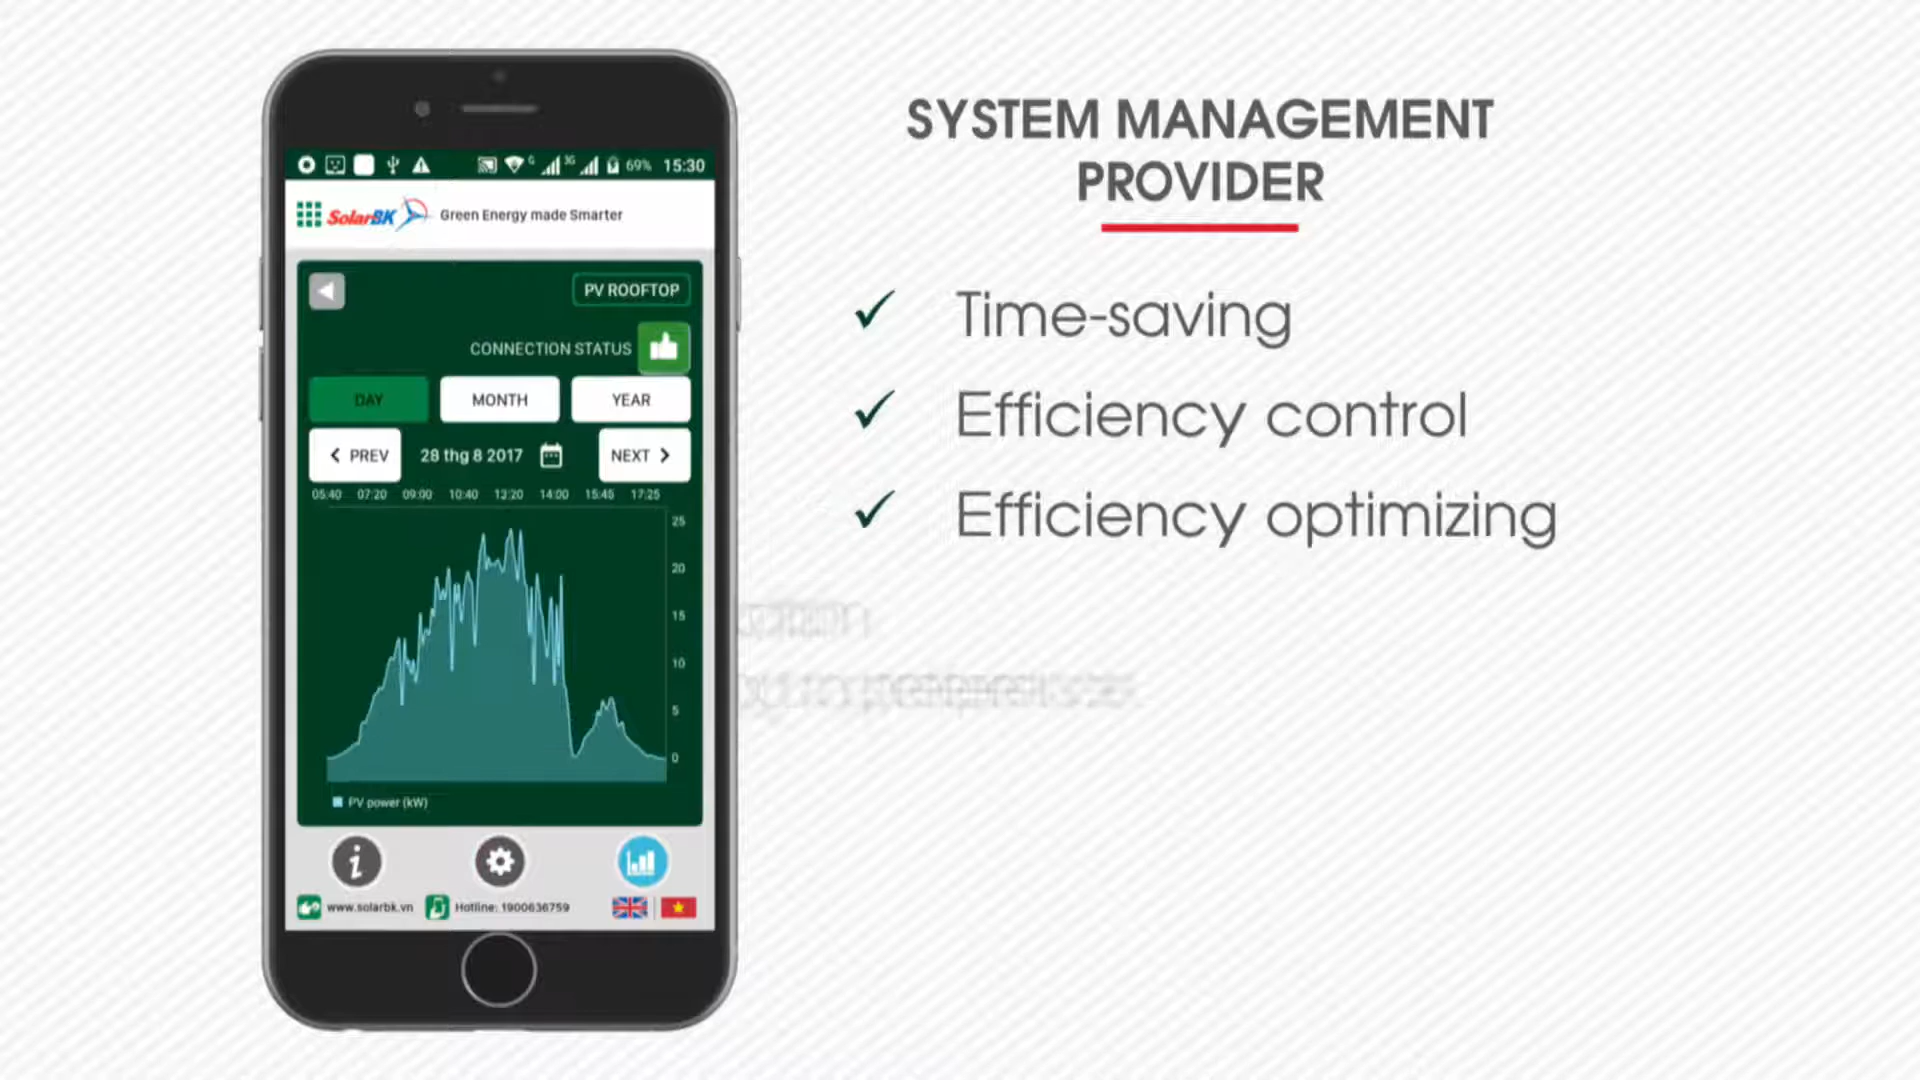 G 3G 69% 15:30
SolarBK Green Energy made Smarter
PV ROOFTOP
CONNECTION STATUS
DAY MONTH YEAR
PREV 28 thg 8 2017 NEXT
05:40 07:20 09:00 10:40 12:20 14:00 15:45 17:25
25
20
15
10
5
0
PV power (kW)
www.solarbk.vn Hotline: 1900636759
SYSTEM MANAGEMENT
PROVIDER
✓ Time-saving
✓ Efficiency control
✓ Efficiency optimizing